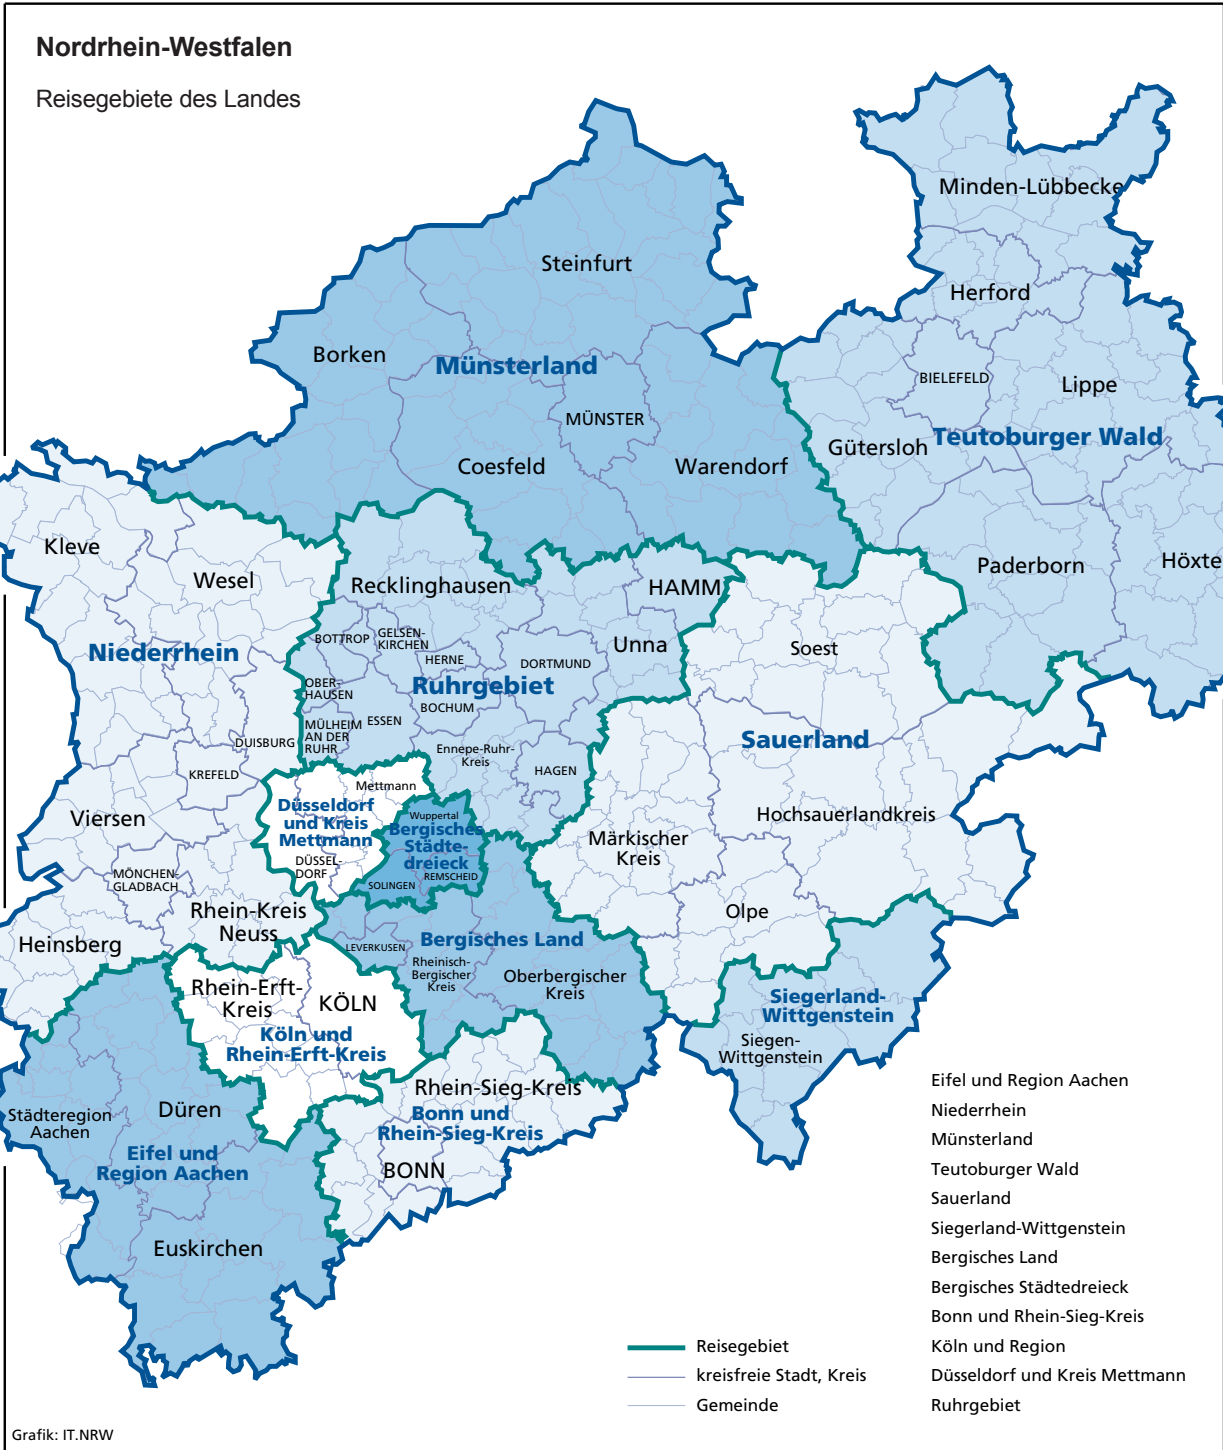 Nordrhein-Westfalen
Reisegebiete des Landes
Minden-Lübbecke
Steinfurt
Herford
Borken
Münsterland
BIELEFELD
Lippe
MÜNSTER
Teutoburger Wald
Gütersloh
Coesfeld
Warendorf
Kleve
Wesel
Recklinghausen
HAMM
Paderborn
Höxte
Niederrhein
BOTTROP
GELSEN-
KIRCHEN
HERNE
DORTMUND
Unna
Soest
Ruhrgebiet
OBER-
HAUSEN
BOCHUM
ESSEN
MÜLHEIM
AN DER
RUHR
DUISBURG
Sauerland
Ennepe-Ruhr-
Kreis
HAGEN
KREFELD
Mettmann
Düsseldorf
und Kreis
Mettmann
DÜSSEL-
DORF
Viersen
Wuppertal
Bergisches
Städte-
dreieck
SOLINGEN
REMSCHEID
Hochsauerlandkreis
Märkischer
Kreis
MÖNCHEN-
GLADBACH
Rhein-Kreis
Neuss
Olpe
Heinsberg
LEVERKUSEN
Bergisches Land
Rheinisch-
Bergischer
Kreis
Oberbergischer
Kreis
Rhein-Erft-
Kreis
KÖLN
Köln und
Rhein-Erft-Kreis
Siegerland-
Wittgenstein
Siegen-
Wittgenstein
Rhein-Sieg-Kreis
Bonn und
Rhein-Sieg-Kreis
BONN
Städteregion
Aachen
Düren
Eifel und
Region Aachen
Euskirchen
Eifel und Region Aachen
Niederrhein
Münsterland
Teutoburger Wald
Sauerland
Siegerland-Wittgenstein
Bergisches Land
Bergisches Städtedreieck
Bonn und Rhein-Sieg-Kreis
Köln und Region
Düsseldorf und Kreis Mettmann
Ruhrgebiet
Reisegebiet
kreisfreie Stadt, Kreis
Gemeinde
Grafik: IT.NRW